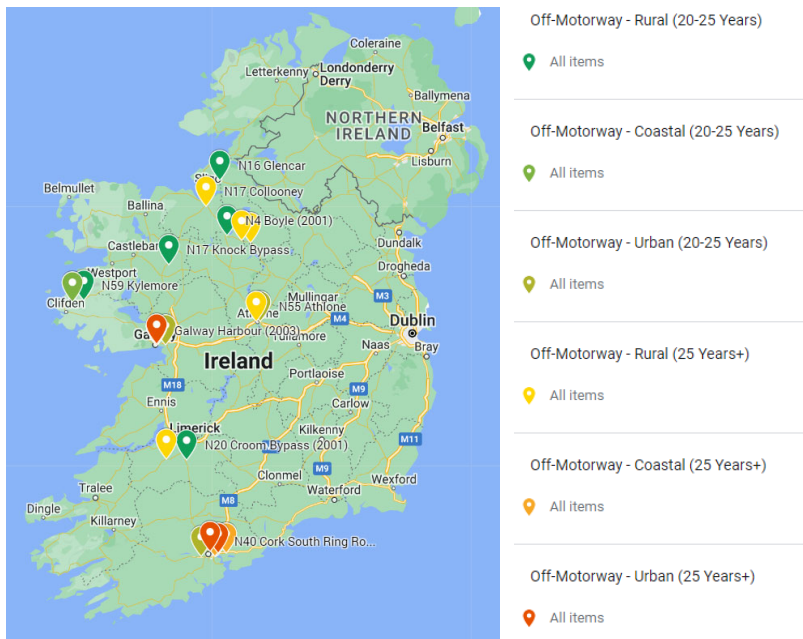 Coleraine
Letterkenny
Londonderry
Derry
Ballymena
NORTHERN
IRELAND
Belfast
Lisburn
N16 Glencar
N17 Collooney
Belmullet
Ballina
N4 Boyle (2001)
Castlebar
N17 Knock Bypass
Dundalk
Drogheda
Westport
N59 Kylemore
Clifden
Mullingar
N55 Athlone
M3
M4
Dublin
Galway Harbour (2003)
Tullamore
Naas
Bray
Ireland
Portlaoise
M18
M9
Carlow
Ennis
Limerick
Kilkenny
N20 Croom Bypass (2001)
M11
M9
Clonmel
Wexford
Waterford
Tralee
M8
Dingle
Killarney
N40 Cork South Ring Ro...
Off-Motorway - Rural (20-25 Years)
All items
Off-Motorway - Coastal (20-25 Years)
All items
Off-Motorway - Urban (20-25 Years)
All items
Off-Motorway - Rural (25 Years+)
All items
Off-Motorway - Coastal (25 Years+)
All items
Off-Motorway - Urban (25 Years+)
All items